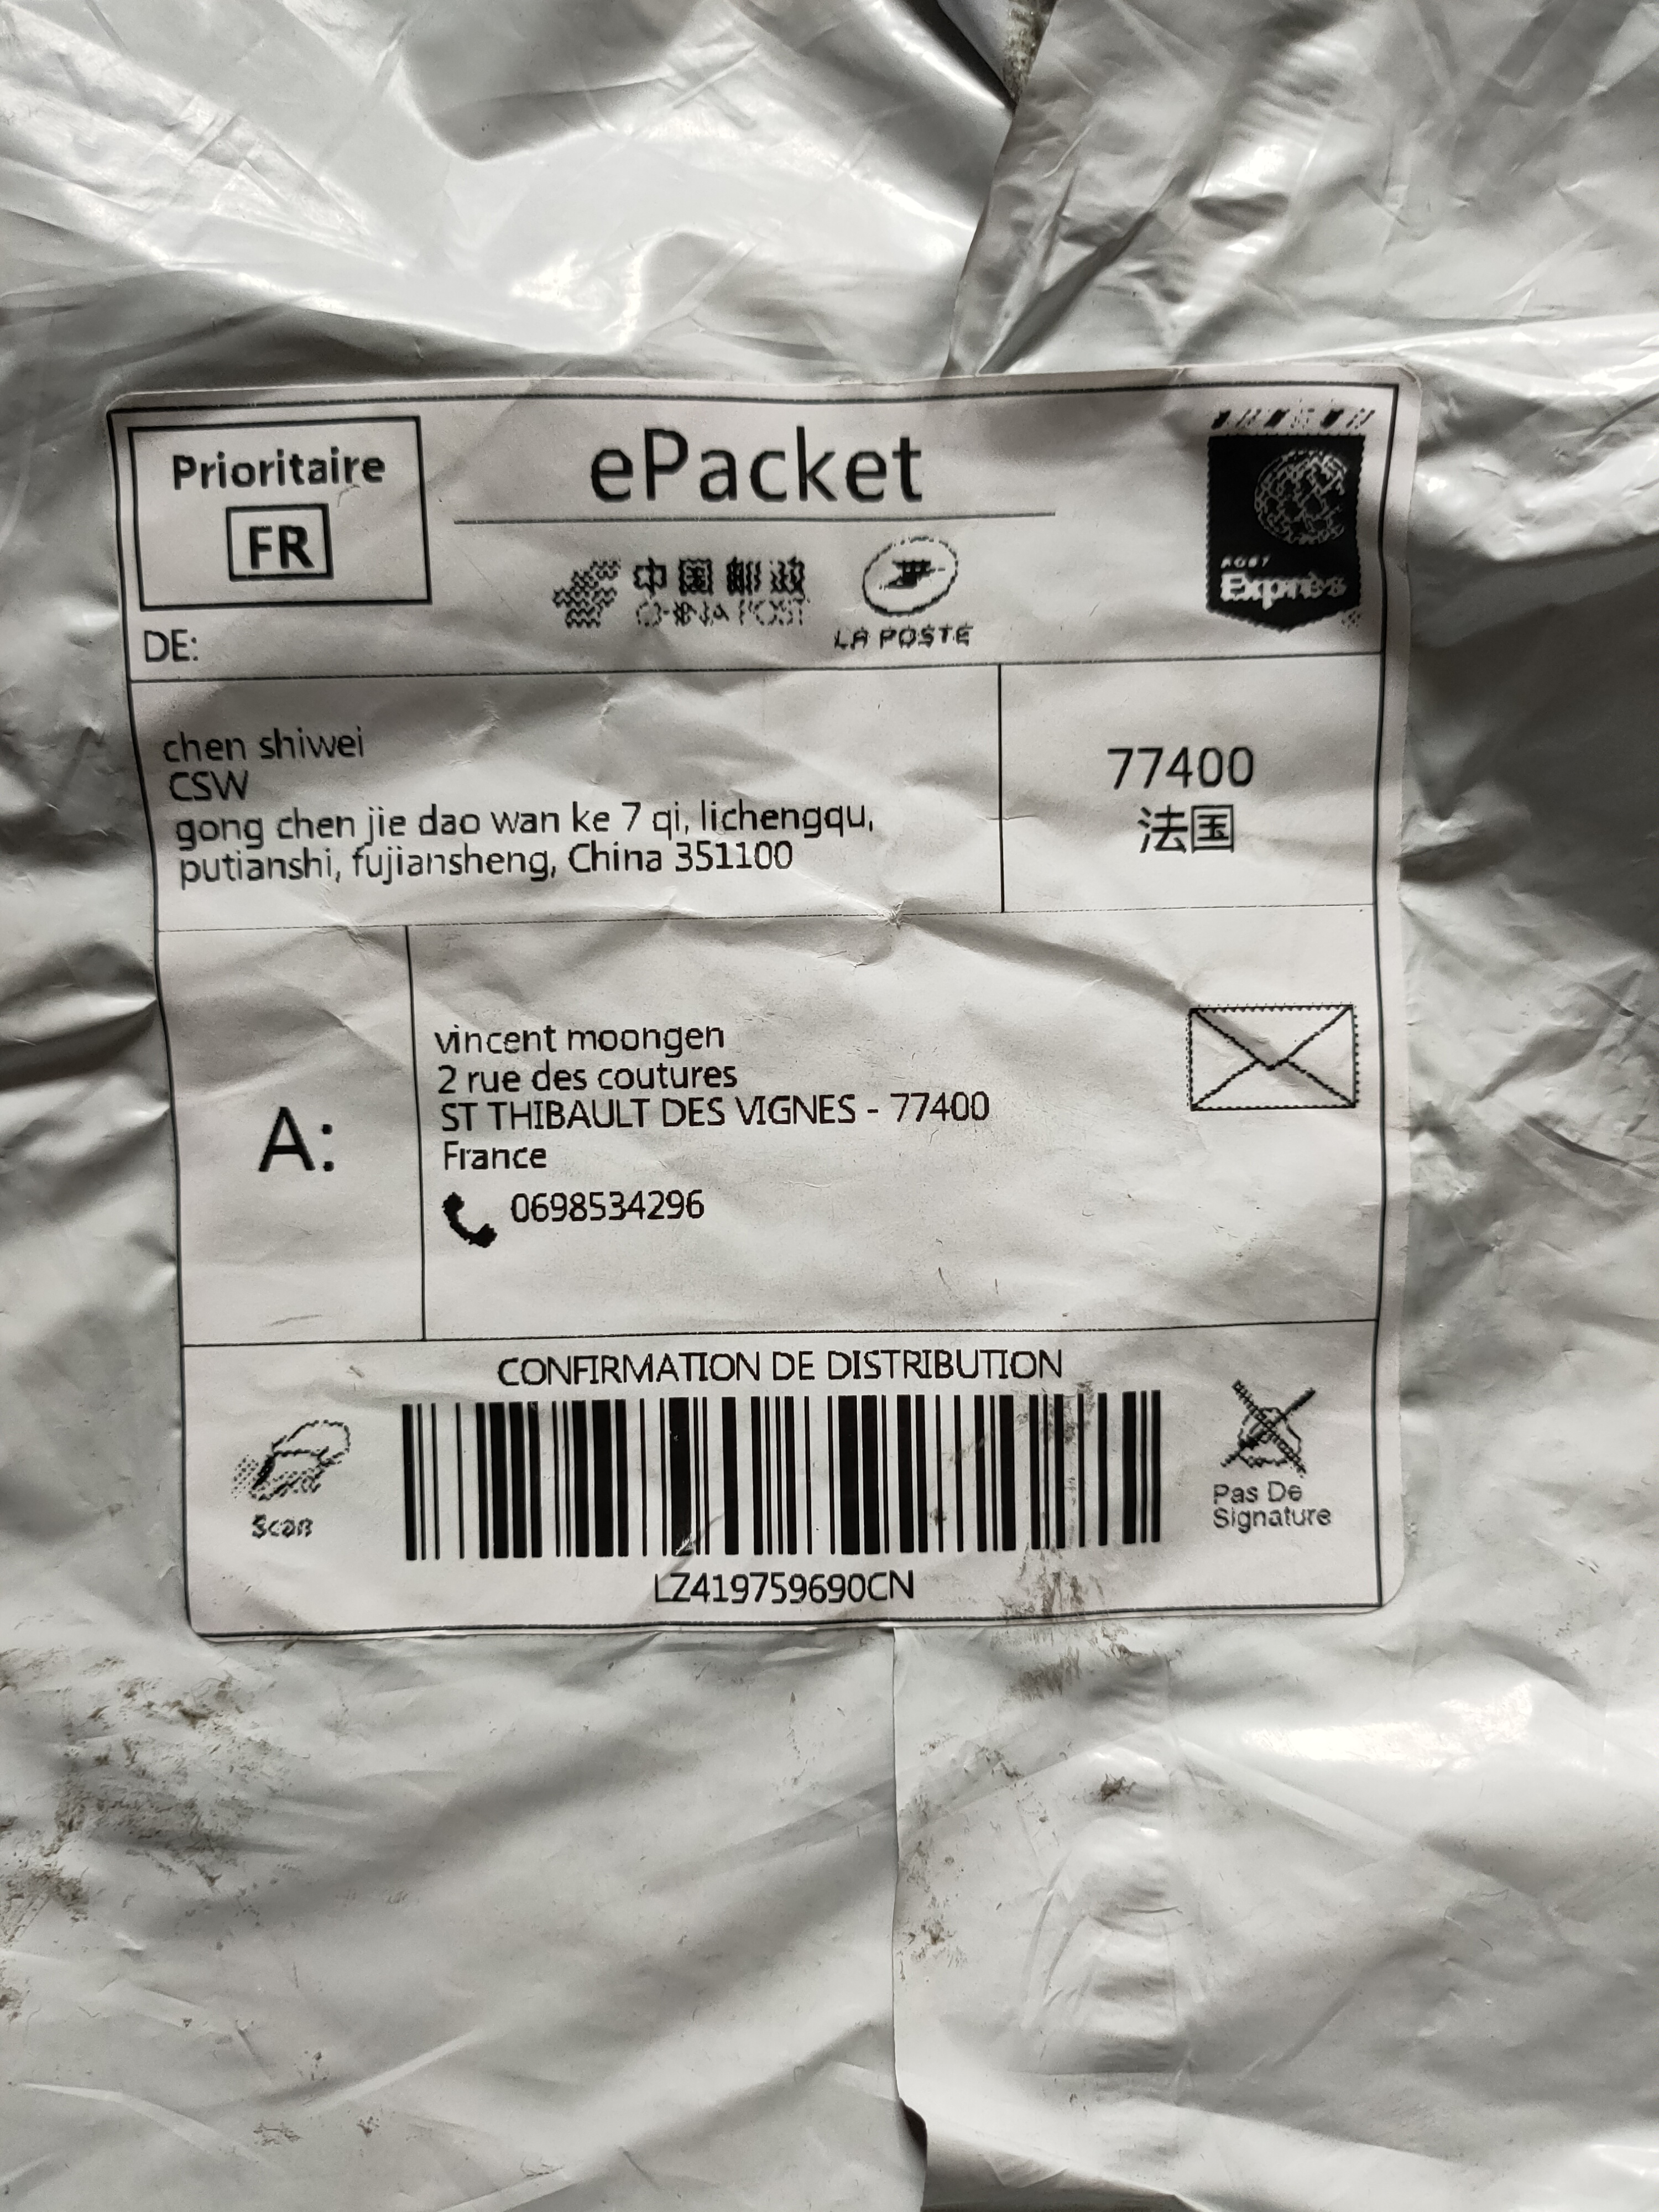 Prioritaire
FR
ePacket
中国邮政
CHINA POST
LA POSTE
POST
Exprès
DE:
chen shiwei
CSW
gong chen jie dao wan ke 7 qi, lichengqu,
putianshi, fujiansheng, China 351100
77400
法国
A:
vincent moongen
2 rue des coutures
ST THIBAULT DES VIGNES - 77400
France
0698534296
CONFIRMATION DE DISTRIBUTION
Scan
Pas De
Signature
LZ419759690CN